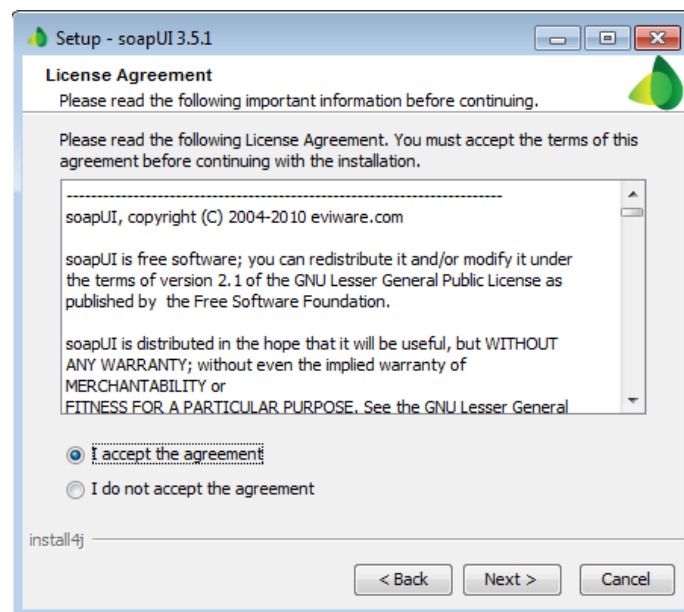 Setup - soapUI 3.5.1
License Agreement
Please read the following important information before continuing.
Please read the following License Agreement. You must accept the terms of this
agreement before continuing with the installation.
------------------------------------------------------------------------
soapUI, copyright (C) 2004-2010 eviware.com
soapUI is free software; you can redistribute it and/or modify it under
the terms of version 2.1 of the GNU Lesser General Public License as
published by  the Free Software Foundation.
soapUI is distributed in the hope that it will be useful, but WITHOUT
ANY WARRANTY; without even the implied warranty of
MERCHANTABILITY or
FITNESS FOR A PARTICULAR PURPOSE. See the GNU Lesser General
I accept the agreement
I do not accept the agreement
install4j
< Back Next > Cancel